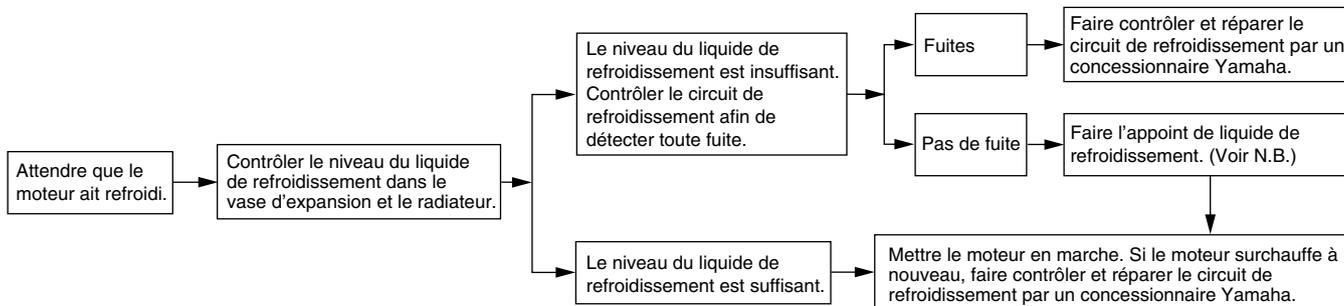 Attendre que le
moteur ait refroidi.
Contrôler le niveau du liquide
de refroidissement dans le
vase d'expansion et le radiateur.
Le niveau du liquide de
refroidissement est insuffisant.
Contrôler le circuit de
refroidissement afin de
détecter toute fuite.
Fuites
Faire contrôler et réparer le
circuit de refroidissement par un
concessionnaire Yamaha.
Pas de fuite
Faire l'appoint de liquide de
refroidissement. (Voir N.B.)
Le niveau du liquide de
refroidissement est suffisant.
Mettre le moteur en marche. Si le moteur surchauffe à
nouveau, faire contrôler et réparer le circuit de
refroidissement par un concessionnaire Yamaha.